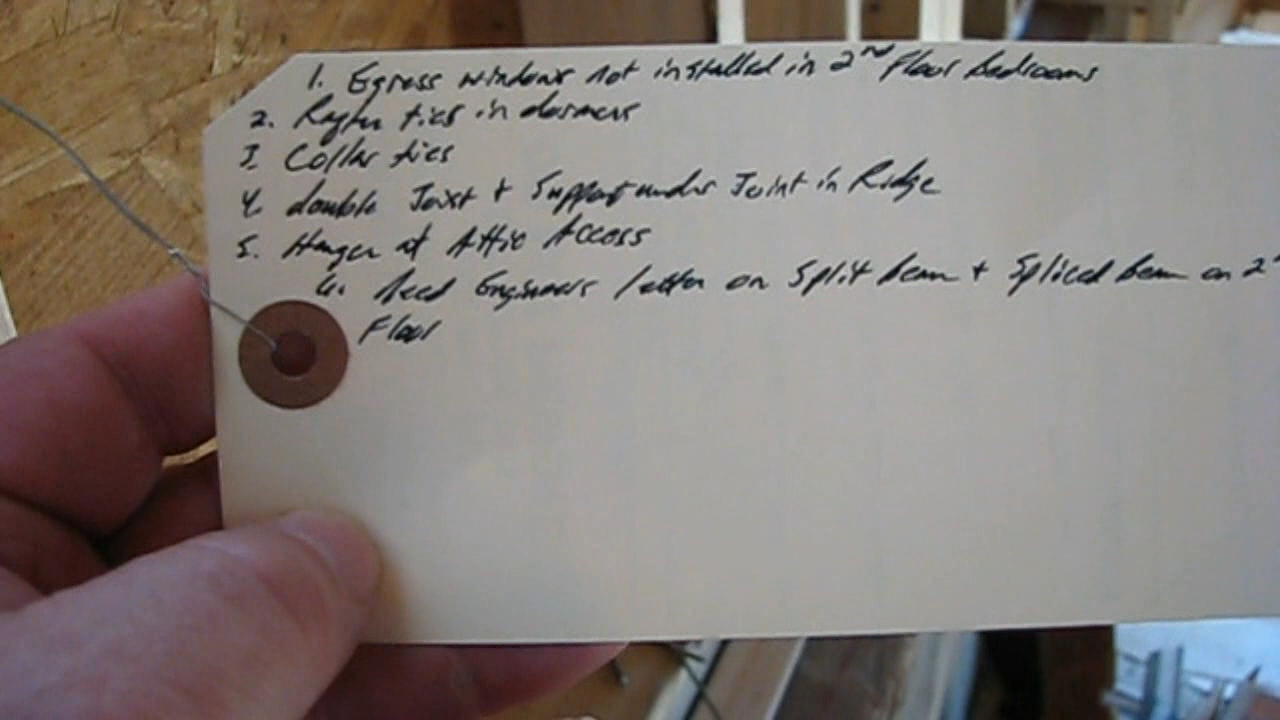 1. Egress windows not installed in 2nd Floor Bedrooms
2. Rafter ties in dormers
3. Collar ties
4. double Joist + Support under Joint in Ridge
5. Hanger at Attic Access
6. Need Engineers letter on Split beam + Spliced beam on 2n
Floor